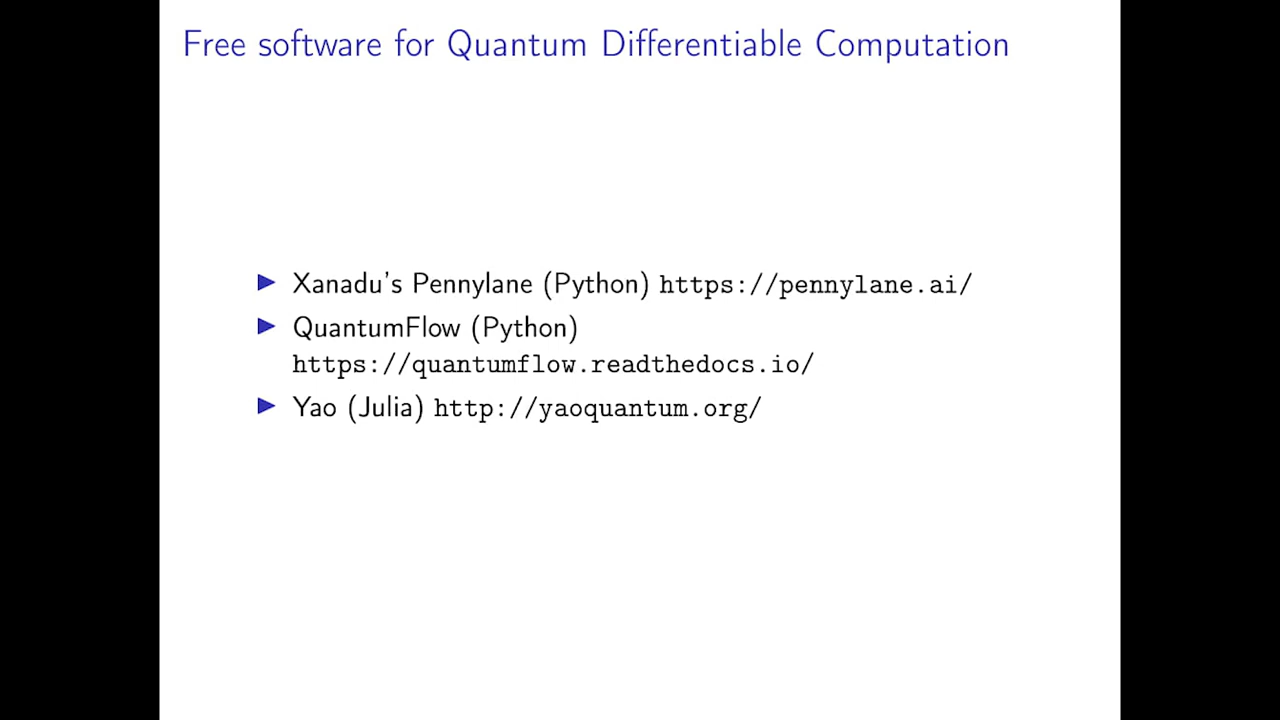 Free software for Quantum Differentiable Computation
Xanadu's Pennylane (Python) https://pennylane.ai/
QuantumFlow (Python)
https://quantumflow.readthedocs.io/
Yao (Julia) http://yaoquantum.org/